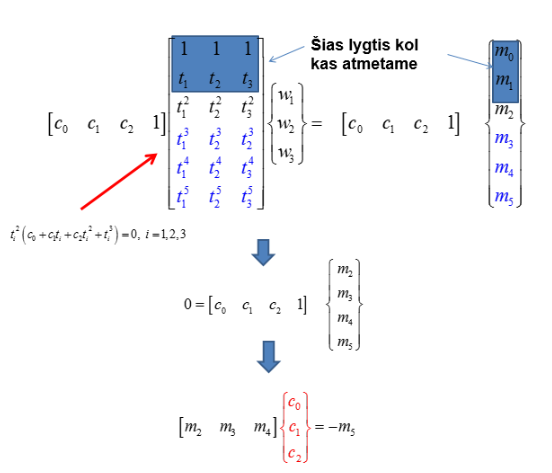 Šias lygtis kol
kas atmetame
[c₀ c₁ c₂ 1] [1 1 1; t₁ t₂ t₃; t₁² t₂² t₃²; t₁³ t₂³ t₃³; t₁⁴ t₂⁴ t₃⁴; t₁⁵ t₂⁵ t₃⁵] {w₁; w₂; w₃} = [c₀ c₁ c₂ 1] {m₀; m₁; m₂; m₃; m₄; m₅}
tᵢ²(c₀ + c₁tᵢ + c₂tᵢ² + tᵢ³) = 0, i = 1,2,3
0 = [c₀ c₁ c₂ 1] {m₂; m₃; m₄; m₅}
[m₂ m₃ m₄] {c₀; c₁; c₂} = −m₅